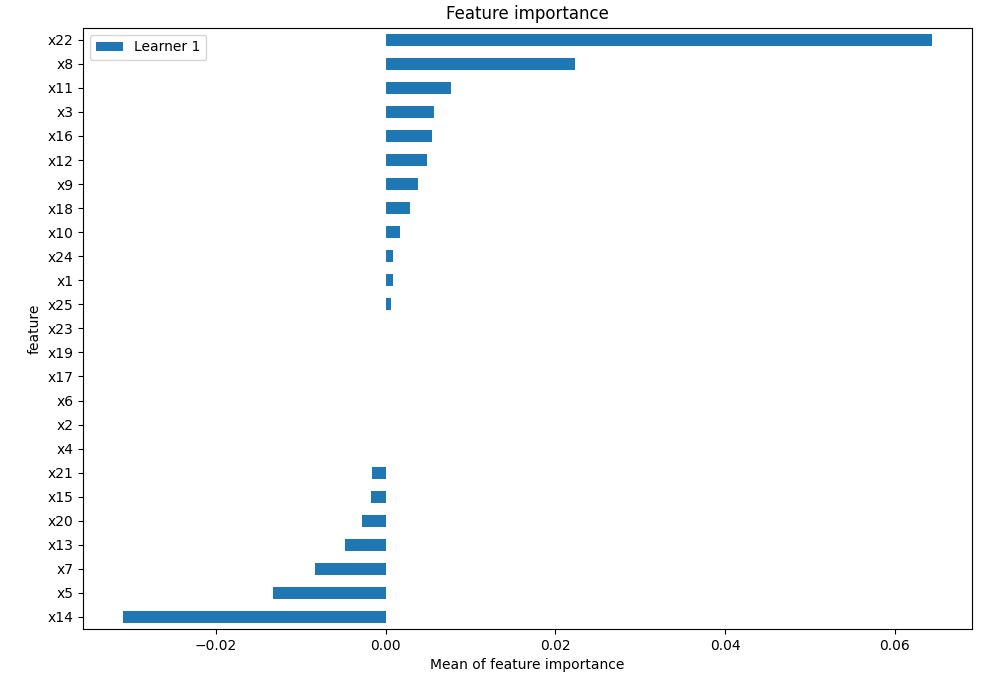 Feature importance
Learner 1
x22
x8
x11
x3
x16
x12
x9
x18
x10
x24
x1
x25
x23
x19
x17
x6
x2
x4
x21
x15
x20
x13
x7
x5
x14
feature
−0.02 0.00 0.02 0.04 0.06
Mean of feature importance